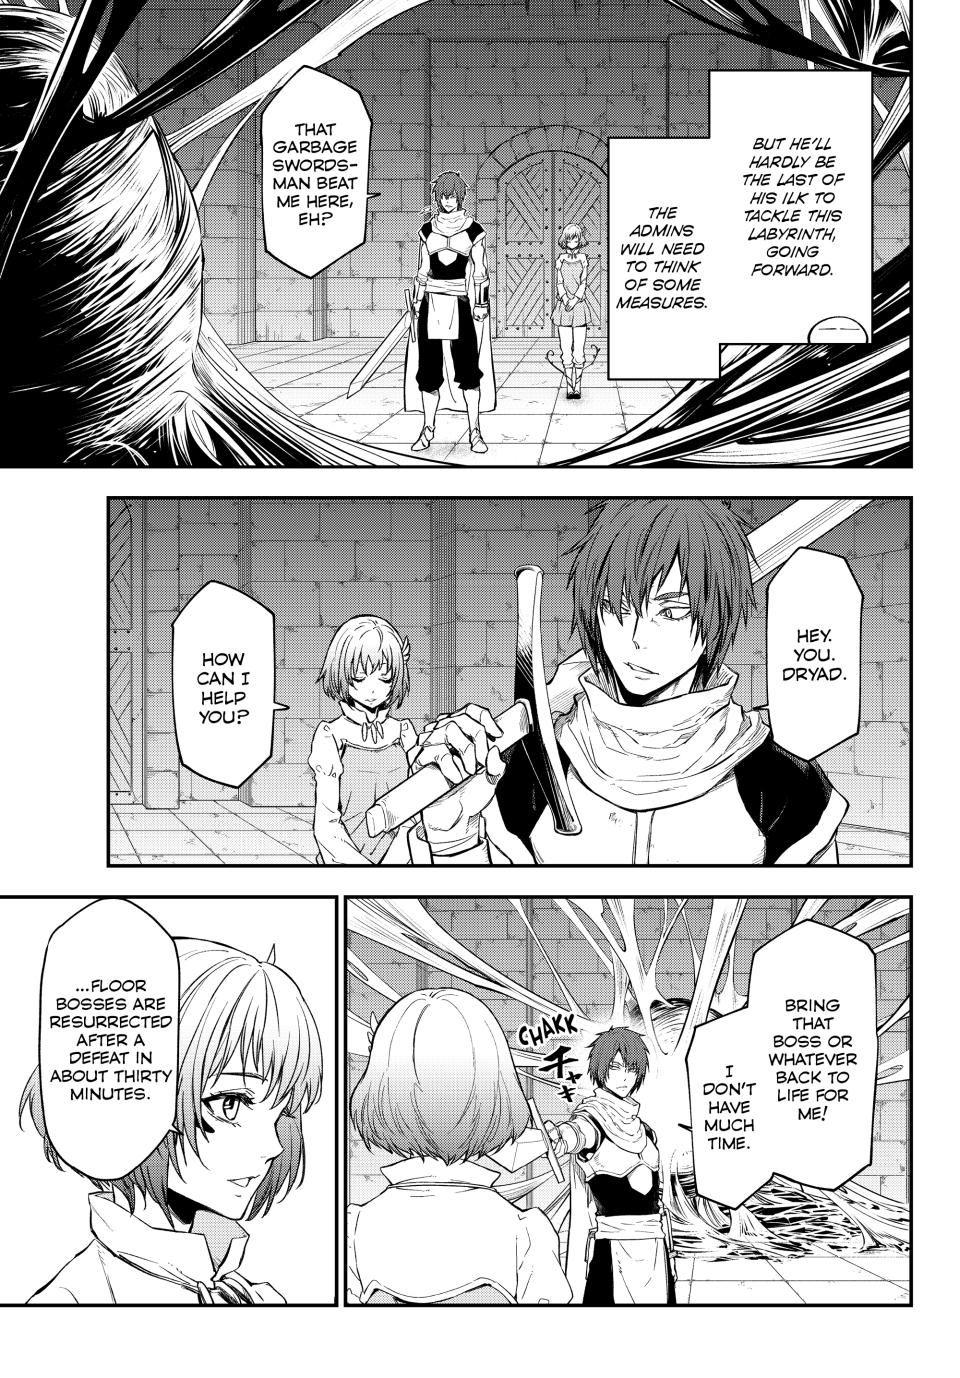 BUT HE'LL
HARDLY BE
THE LAST OF
HIS ILK TO
TACKLE THIS
LABYRINTH,
GOING
FORWARD.
THE
ADMINS
WILL NEED
TO THINK
OF SOME
MEASURES.
THAT
GARBAGE
SWORDS-
MAN BEAT
ME HERE,
EH?
HEY.
YOU.
DRYAD.
HOW
CAN I
HELP
YOU?
BRING
THAT
BOSS OR
WHATEVER
BACK TO
LIFE FOR
ME!
I
DON'T
HAVE
MUCH
TIME.
CHAKK
チャキ
...FLOOR
BOSSES ARE
RESURRECTED
AFTER A
DEFEAT IN
ABOUT THIRTY
MINUTES.